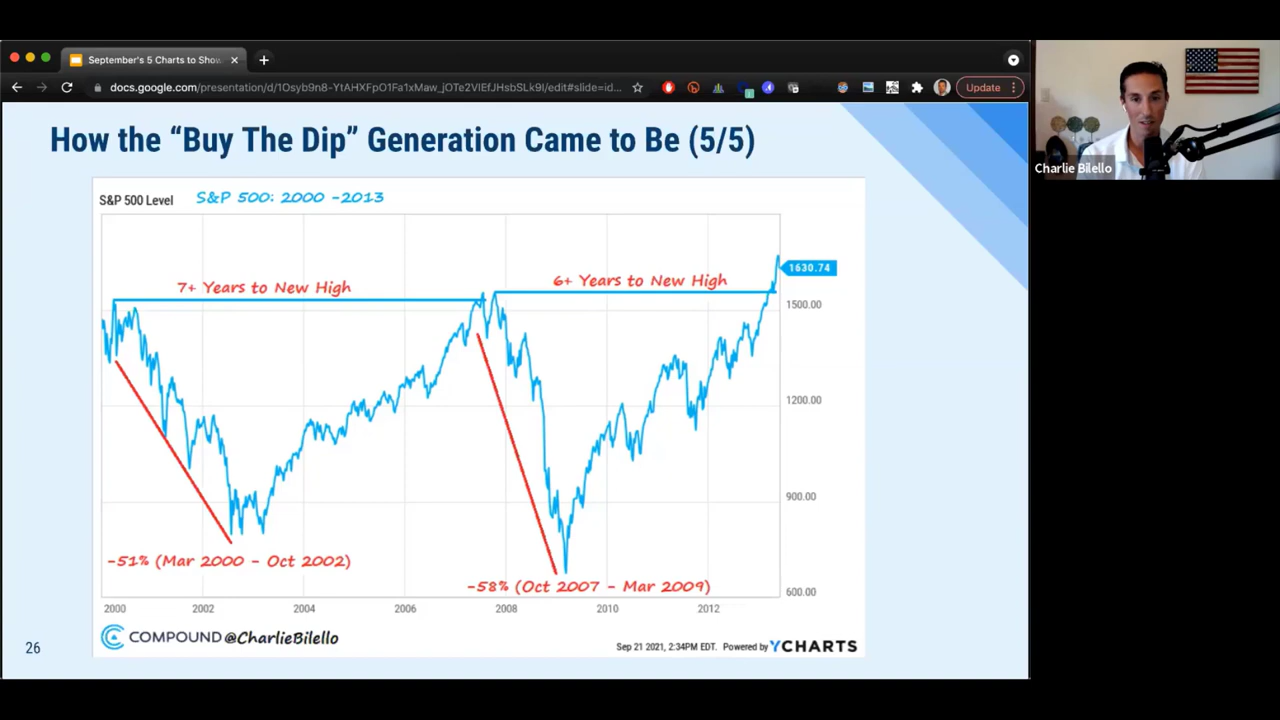 September's 5 Charts to Show
docs.google.com/presentation/d/1Osyb9n8-YtAHXFpO1Fa1xMaw_jOTe2VIEfJHsbSLk9I/edit#slide=id...
Update
How the “Buy The Dip” Generation Came to Be (5/5)
Charlie Bilello
S&P 500 Level
S&P 500: 2000 -2013
1630.74
7+ Years to New High
6+ Years to New High
1500.00
1200.00
900.00
-51% (Mar 2000 - Oct 2002)
-58% (Oct 2007 - Mar 2009)
600.00
2000 2002 2004 2006 2008 2010 2012
COMPOUND @CharlieBilello
Sep 21 2021, 2:34PM EDT. Powered by YCHARTS
26